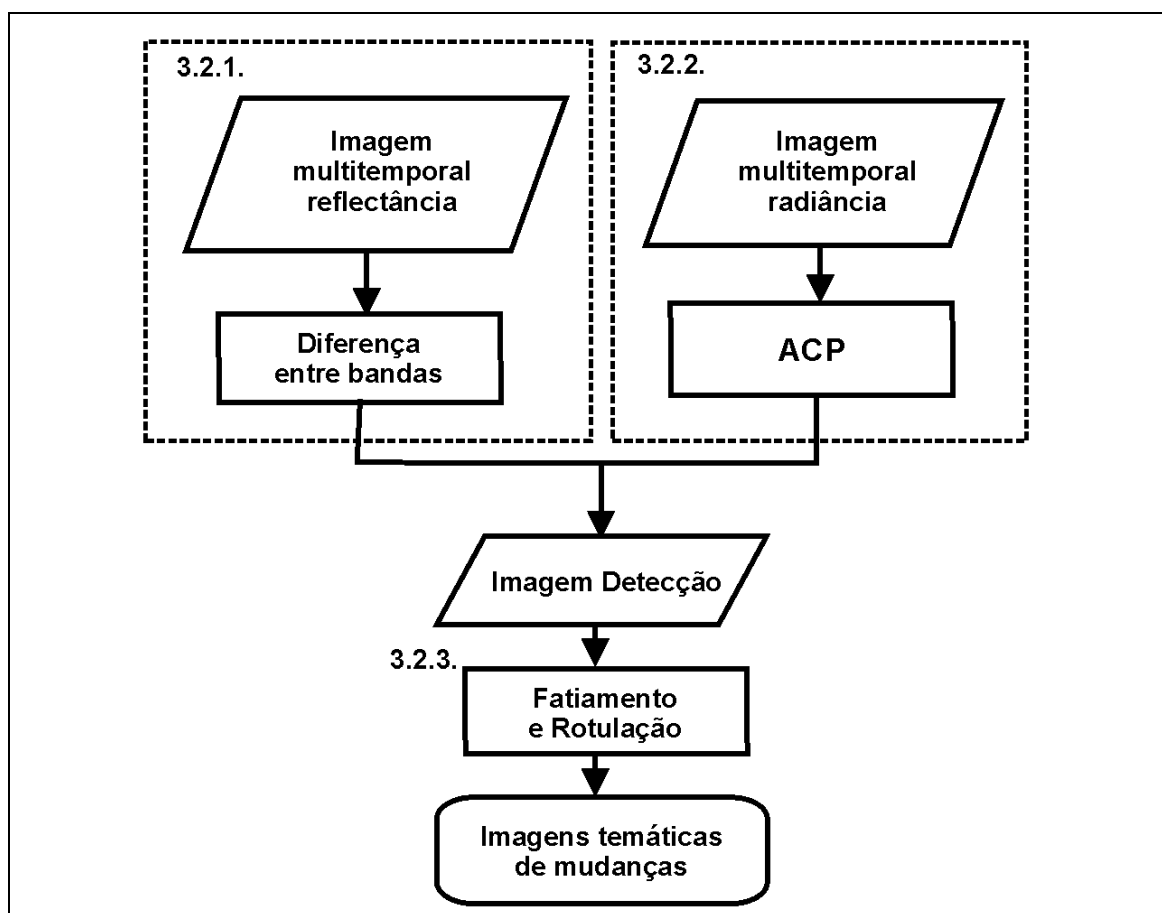 3.2.1.
Imagem
multitemporal
reflectância
Diferença
entre bandas
3.2.2.
Imagem
multitemporal
radiância
ACP
Imagem Detecção
3.2.3.
Fatiamento
e Rotulação
Imagens temáticas
de mudanças